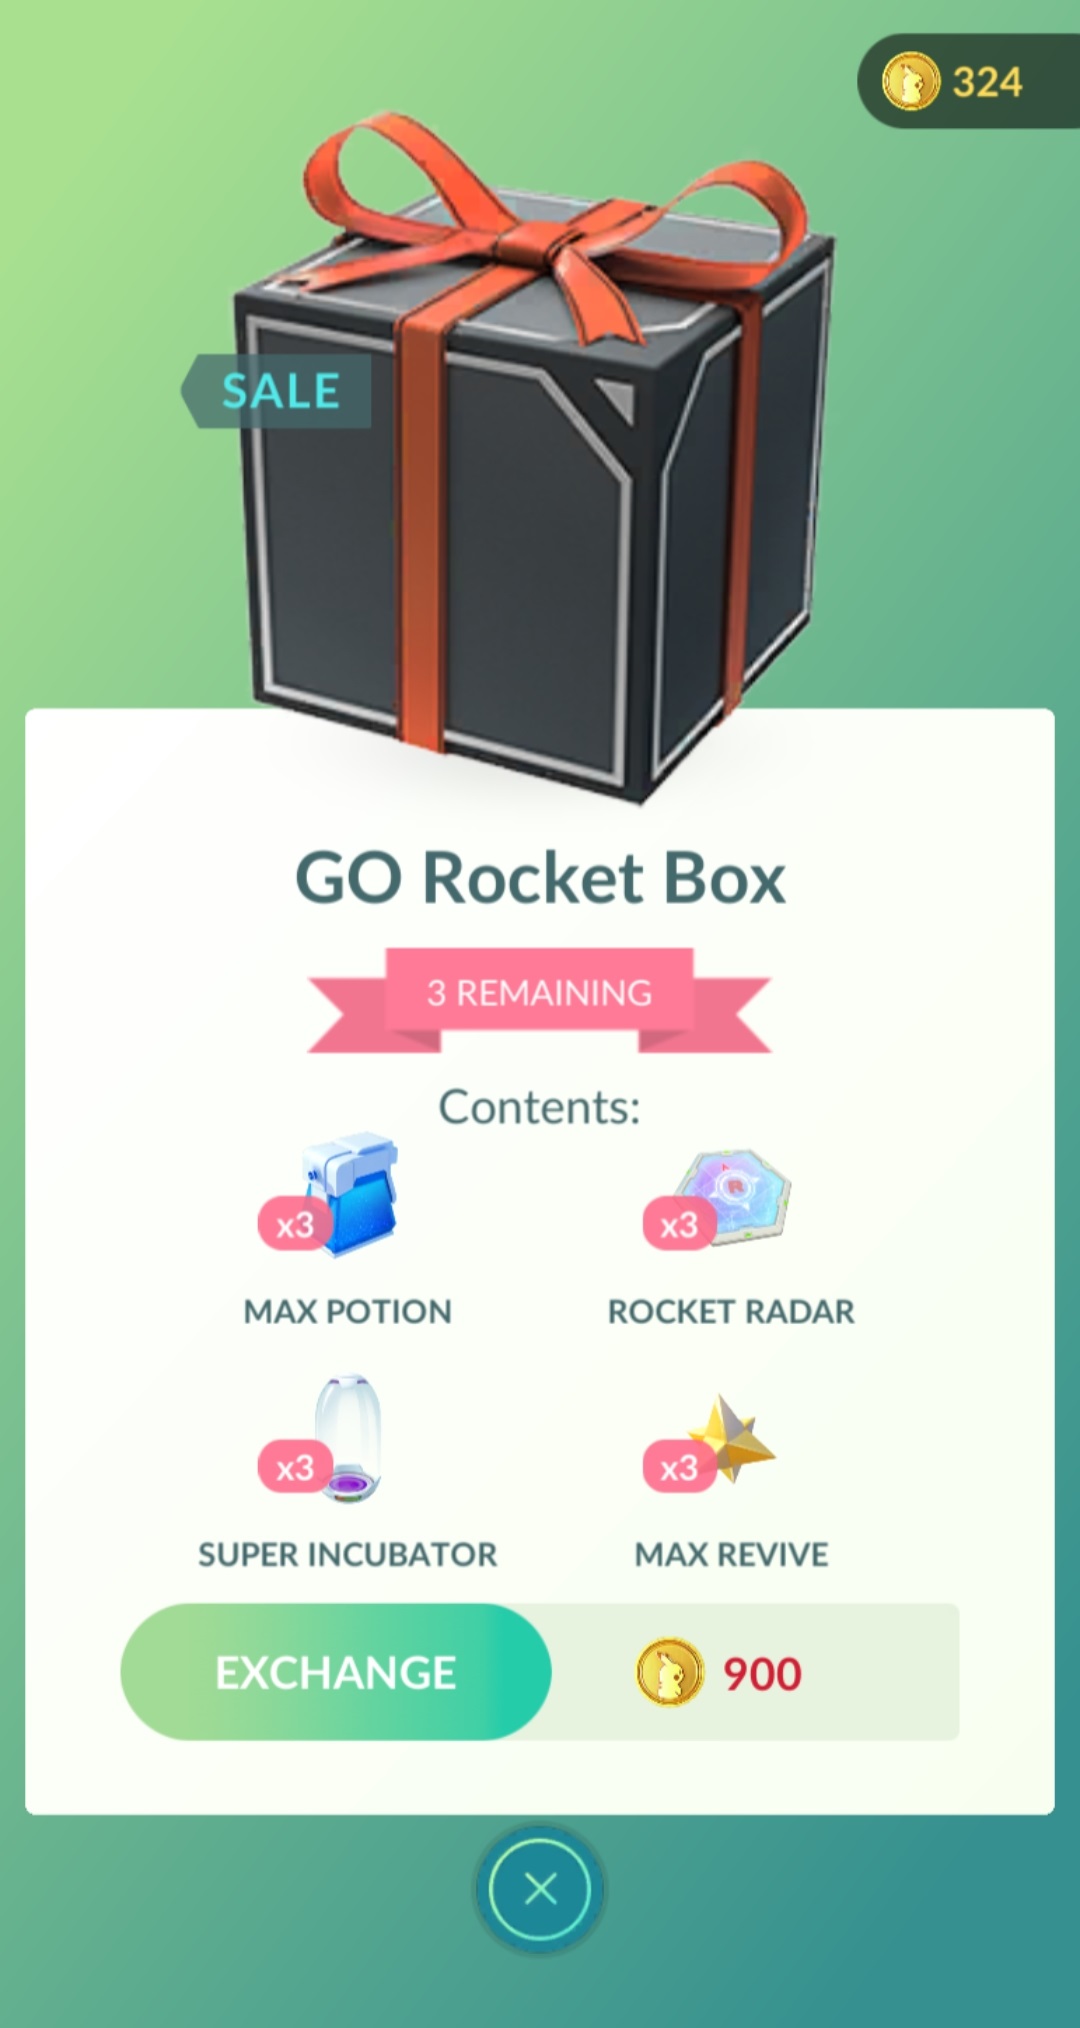 324
SALE
GO Rocket Box
3 REMAINING
Contents:
x3
x3
MAX POTION
ROCKET RADAR
x3
x3
SUPER INCUBATOR
MAX REVIVE
EXCHANGE
900